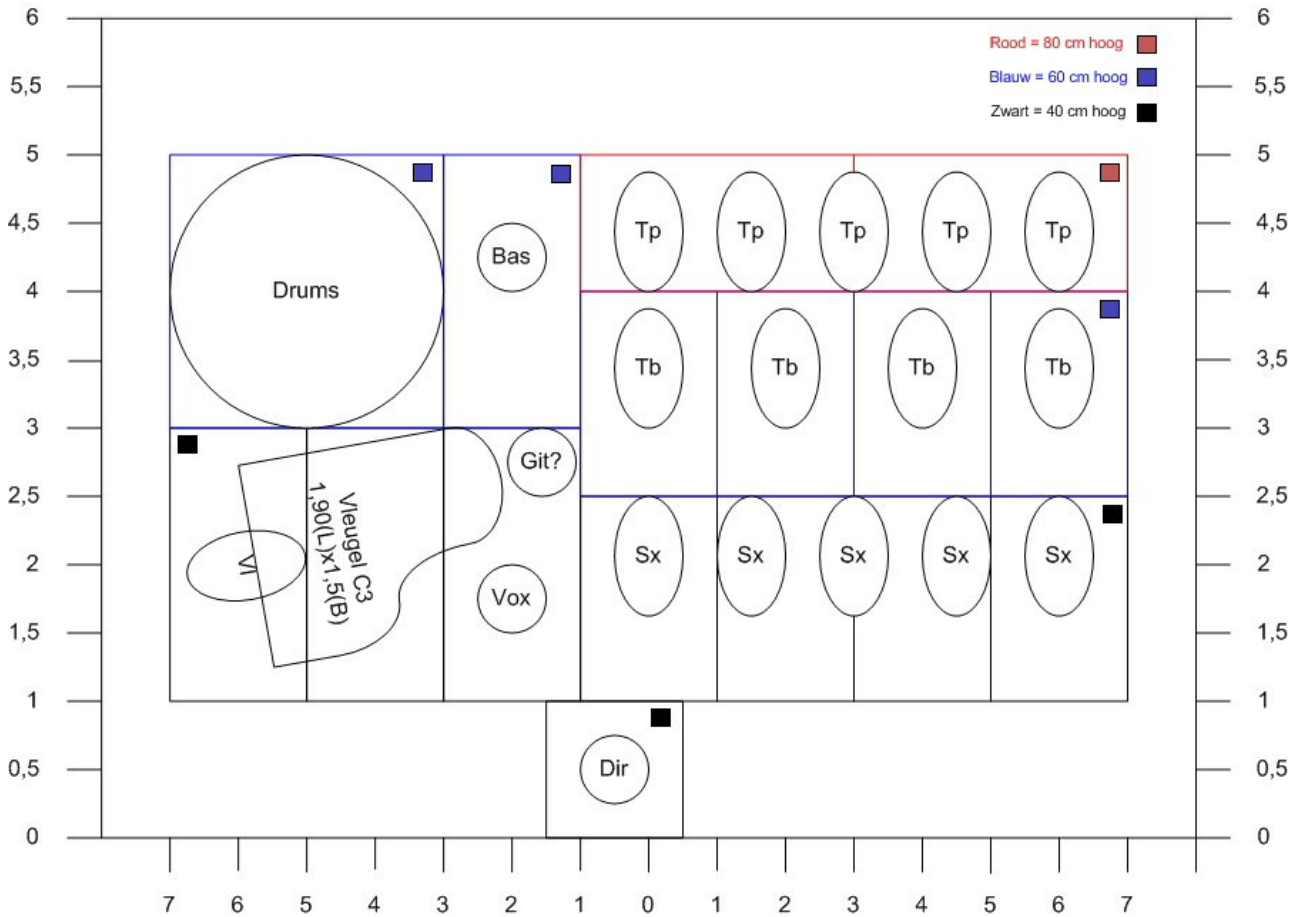 6
6
Rood = 80 cm hoog
5,5
5,5
Blauw = 60 cm hoog
Zwart = 40 cm hoog
5
5
4,5
Tp
Tp
Tp
Tp
Tp
4,5
Bas
4
Drums
4
3,5
Tb
Tb
Tb
Tb
3,5
3
3
Git?
2,5
2,5
Vleugel C3
1,90(L)x1,5(B)
2
Vl
Sx
Sx
Sx
Sx
Sx
2
Vox
1,5
1,5
1
1
0,5
Dir
0,5
0
0
7 6 5 4 3 2 1 0 1 2 3 4 5 6 7